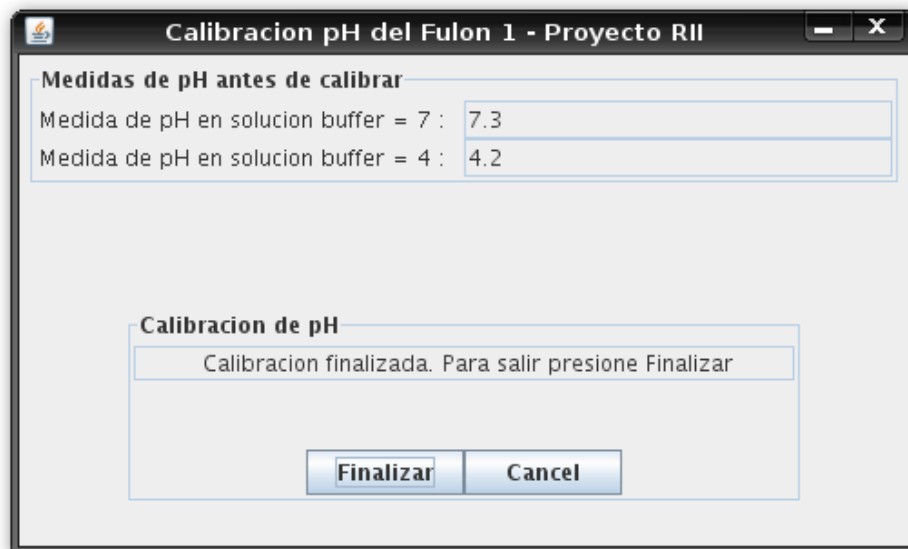 Calibracion pH del Fulon 1 - Proyecto RII
Medidas de pH antes de calibrar
Medida de pH en solucion buffer = 7 : 7.3
Medida de pH en solucion buffer = 4 : 4.2
Calibracion de pH
Calibracion finalizada. Para salir presione Finalizar
Finalizar Cancel